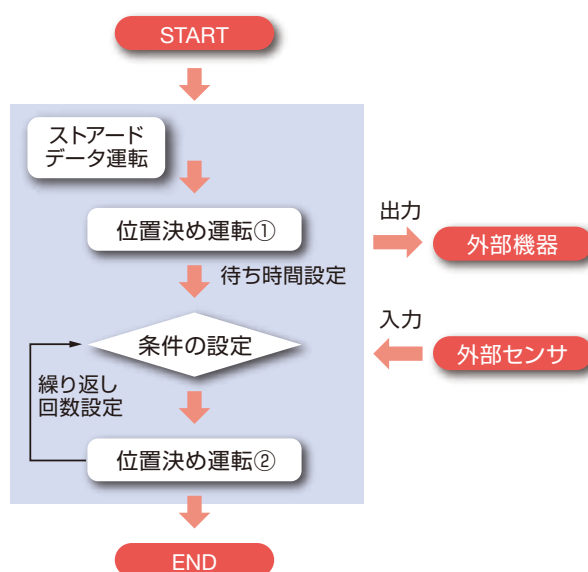 START
ストアード
データ運転
位置決め運転①
出力
外部機器
待ち時間設定
条件の設定
入力
外部センサ
繰り返し
回数設定
位置決め運転②
END